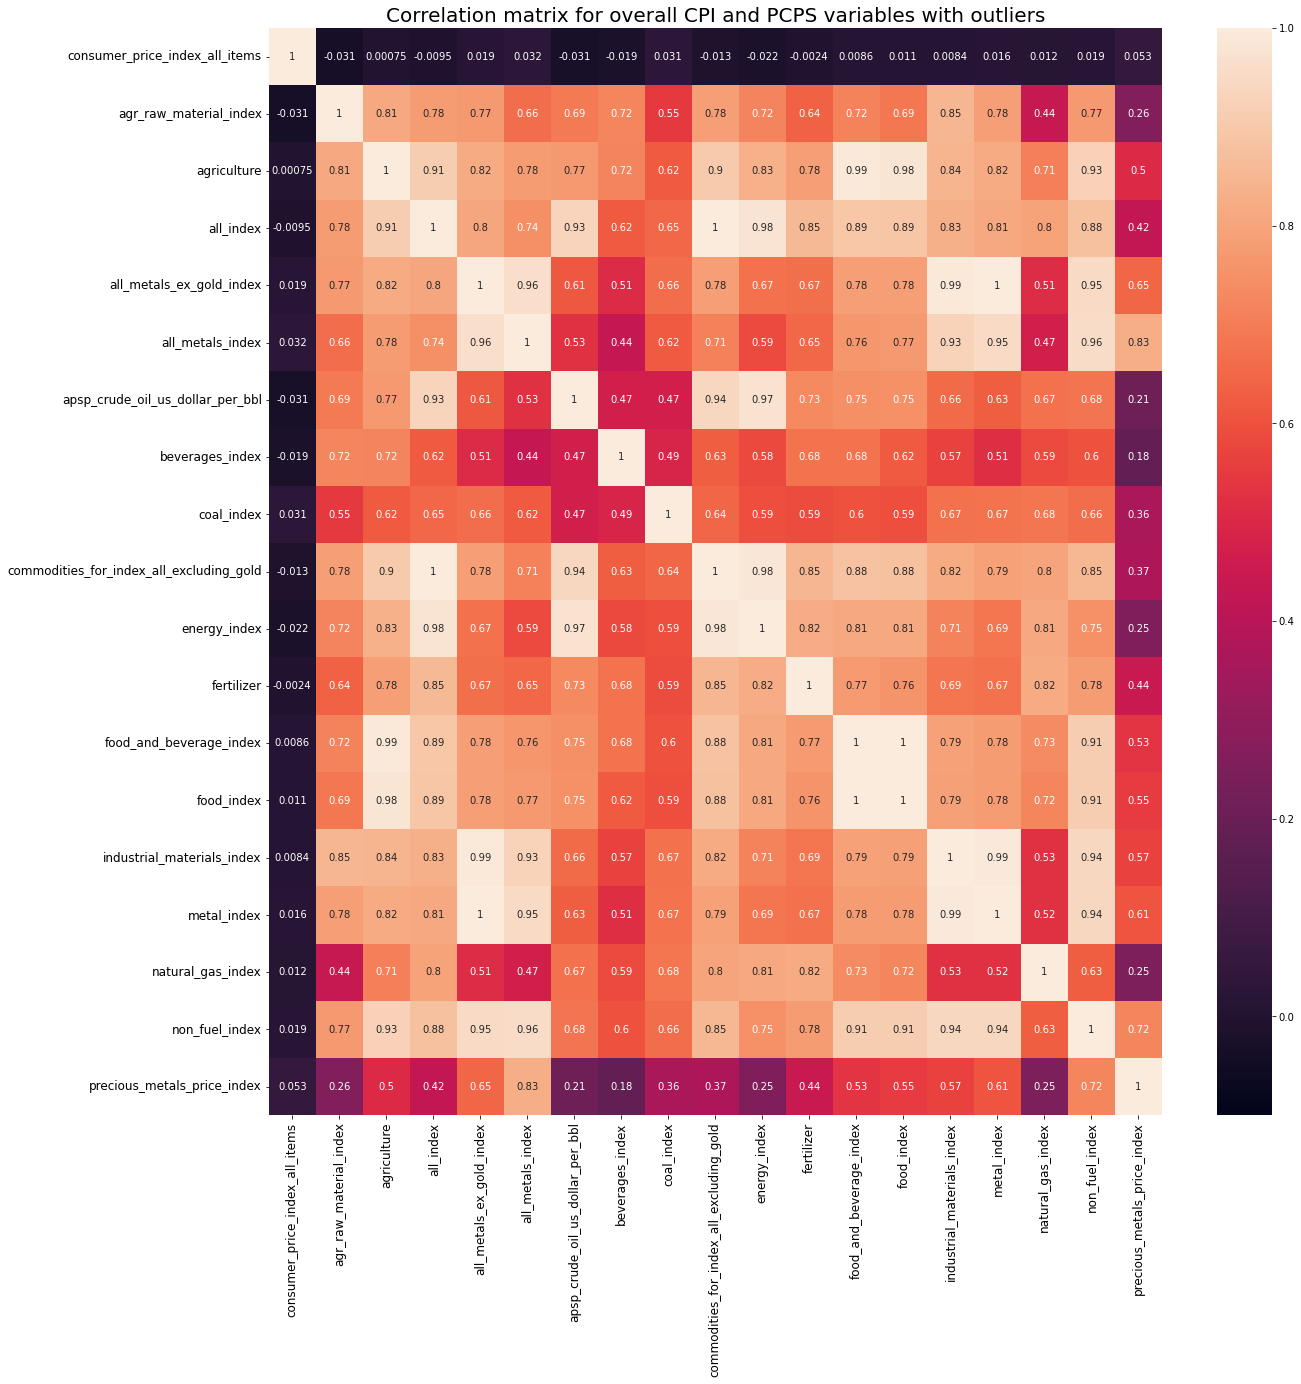 Correlation matrix for overall CPI and PCPS variables with outliers
consumer_price_index_all_items 1 -0.031 0.00075 -0.0095 0.019 0.032 -0.031 -0.019 0.031 -0.013 -0.022 -0.0024 0.0086 0.011 0.0084 0.016 0.012 0.019 0.053
agr_raw_material_index -0.031 1 0.81 0.78 0.77 0.66 0.69 0.72 0.55 0.78 0.72 0.64 0.72 0.69 0.85 0.78 0.44 0.77 0.26
agriculture 0.00075 0.81 1 0.91 0.82 0.78 0.77 0.72 0.62 0.9 0.83 0.78 0.99 0.98 0.84 0.82 0.71 0.93 0.5
all_index -0.0095 0.78 0.91 1 0.8 0.74 0.93 0.62 0.65 1 0.98 0.85 0.89 0.89 0.83 0.81 0.8 0.88 0.42
all_metals_ex_gold_index 0.019 0.77 0.82 0.8 1 0.96 0.61 0.51 0.66 0.78 0.67 0.67 0.78 0.78 0.99 1 0.51 0.95 0.65
all_metals_index 0.032 0.66 0.78 0.74 0.96 1 0.53 0.44 0.62 0.71 0.59 0.65 0.76 0.77 0.93 0.95 0.47 0.96 0.83
apsp_crude_oil_us_dollar_per_bbl -0.031 0.69 0.77 0.93 0.61 0.53 1 0.47 0.47 0.94 0.97 0.73 0.75 0.75 0.66 0.63 0.67 0.68 0.21
beverages_index -0.019 0.72 0.72 0.62 0.51 0.44 0.47 1 0.49 0.63 0.58 0.68 0.68 0.62 0.57 0.51 0.59 0.6 0.18
coal_index 0.031 0.55 0.62 0.65 0.66 0.62 0.47 0.49 1 0.64 0.59 0.59 0.6 0.59 0.67 0.67 0.68 0.66 0.36
commodities_for_index_all_excluding_gold -0.013 0.78 0.9 1 0.78 0.71 0.94 0.63 0.64 1 0.98 0.85 0.88 0.88 0.82 0.79 0.8 0.85 0.37
energy_index -0.022 0.72 0.83 0.98 0.67 0.59 0.97 0.58 0.59 0.98 1 0.82 0.81 0.81 0.71 0.69 0.81 0.75 0.25
fertilizer -0.0024 0.64 0.78 0.85 0.67 0.65 0.73 0.68 0.59 0.85 0.82 1 0.77 0.76 0.69 0.67 0.82 0.78 0.44
food_and_beverage_index 0.0086 0.72 0.99 0.89 0.78 0.76 0.75 0.68 0.6 0.88 0.81 0.77 1 1 0.79 0.78 0.73 0.91 0.53
food_index 0.011 0.69 0.98 0.89 0.78 0.77 0.75 0.62 0.59 0.88 0.81 0.76 1 1 0.79 0.78 0.72 0.91 0.55
industrial_materials_index 0.0084 0.85 0.84 0.83 0.99 0.93 0.66 0.57 0.67 0.82 0.71 0.69 0.79 0.79 1 0.99 0.53 0.94 0.57
metal_index 0.016 0.78 0.82 0.81 1 0.95 0.63 0.51 0.67 0.79 0.69 0.67 0.78 0.78 0.99 1 0.52 0.94 0.61
natural_gas_index 0.012 0.44 0.71 0.8 0.51 0.47 0.67 0.59 0.68 0.8 0.81 0.82 0.73 0.72 0.53 0.52 1 0.63 0.25
non_fuel_index 0.019 0.77 0.93 0.88 0.95 0.96 0.68 0.6 0.66 0.85 0.75 0.78 0.91 0.91 0.94 0.94 0.63 1 0.72
precious_metals_price_index 0.053 0.26 0.5 0.42 0.65 0.83 0.21 0.18 0.36 0.37 0.25 0.44 0.53 0.55 0.57 0.61 0.25 0.72 1
consumer_price_index_all_items
agr_raw_material_index
agriculture
all_index
all_metals_ex_gold_index
all_metals_index
apsp_crude_oil_us_dollar_per_bbl
beverages_index
coal_index
commodities_for_index_all_excluding_gold
energy_index
fertilizer
food_and_beverage_index
food_index
industrial_materials_index
metal_index
natural_gas_index
non_fuel_index
precious_metals_price_index
1.0
0.8
0.6
0.4
0.2
0.0